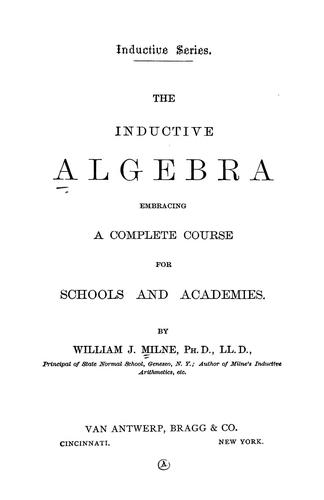 Inductive Series.
THE
INDUCTIVE
ALGEBRA
EMBRACING
A COMPLETE COURSE
FOR
SCHOOLS AND ACADEMIES.
BY
WILLIAM J. MILNE, PH.D., LL.D.,
Principal of State Normal School, Geneseo, N. Y.; Author of Milne's Inductive
Arithmetics, etc.
VAN ANTWERP, BRAGG & CO.
CINCINNATI. NEW YORK.
A